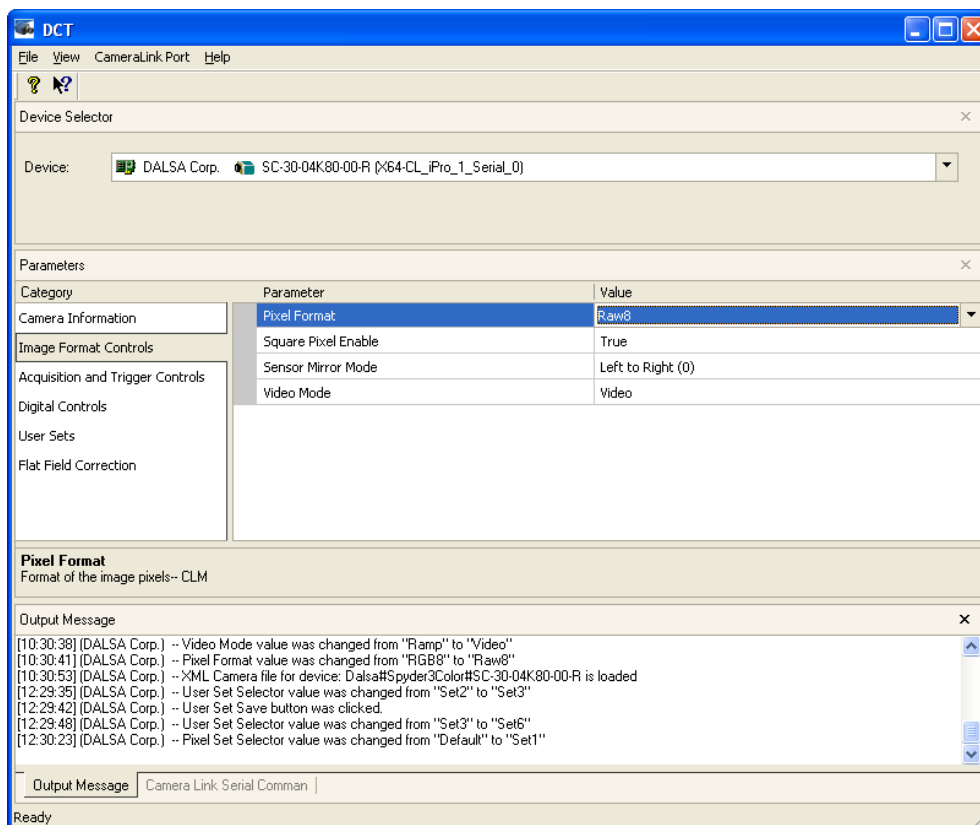 DCT
File View CameraLink Port Help
Device Selector
Device: DALSA Corp. SC-30-04K80-00-R (X64-CL_iPro_1_Serial_0)
Parameters
Category Parameter Value
Camera Information Pixel Format Raw8
Image Format Controls Square Pixel Enable True
Acquisition and Trigger Controls Sensor Mirror Mode Left to Right (0)
Digital Controls Video Mode Video
User Sets
Flat Field Correction
Pixel Format
Format of the image pixels-- CLM
Output Message
[10:30:38] (DALSA Corp.) -- Video Mode value was changed from "Ramp" to "Video"
[10:30:41] (DALSA Corp.) -- Pixel Format value was changed from "RGB8" to "Raw8"
[10:30:53] (DALSA Corp.) -- XML Camera file for device: Dalsa#Spyder3Color#SC-30-04K80-00-R is loaded
[12:29:35] (DALSA Corp.) -- User Set Selector value was changed from "Set2" to "Set3"
[12:29:42] (DALSA Corp.) -- User Set Save button was clicked.
[12:29:48] (DALSA Corp.) -- User Set Selector value was changed from "Set3" to "Set6"
[12:30:23] (DALSA Corp.) -- Pixel Set Selector value was changed from "Default" to "Set1"
Output Message Camera Link Serial Comman
Ready